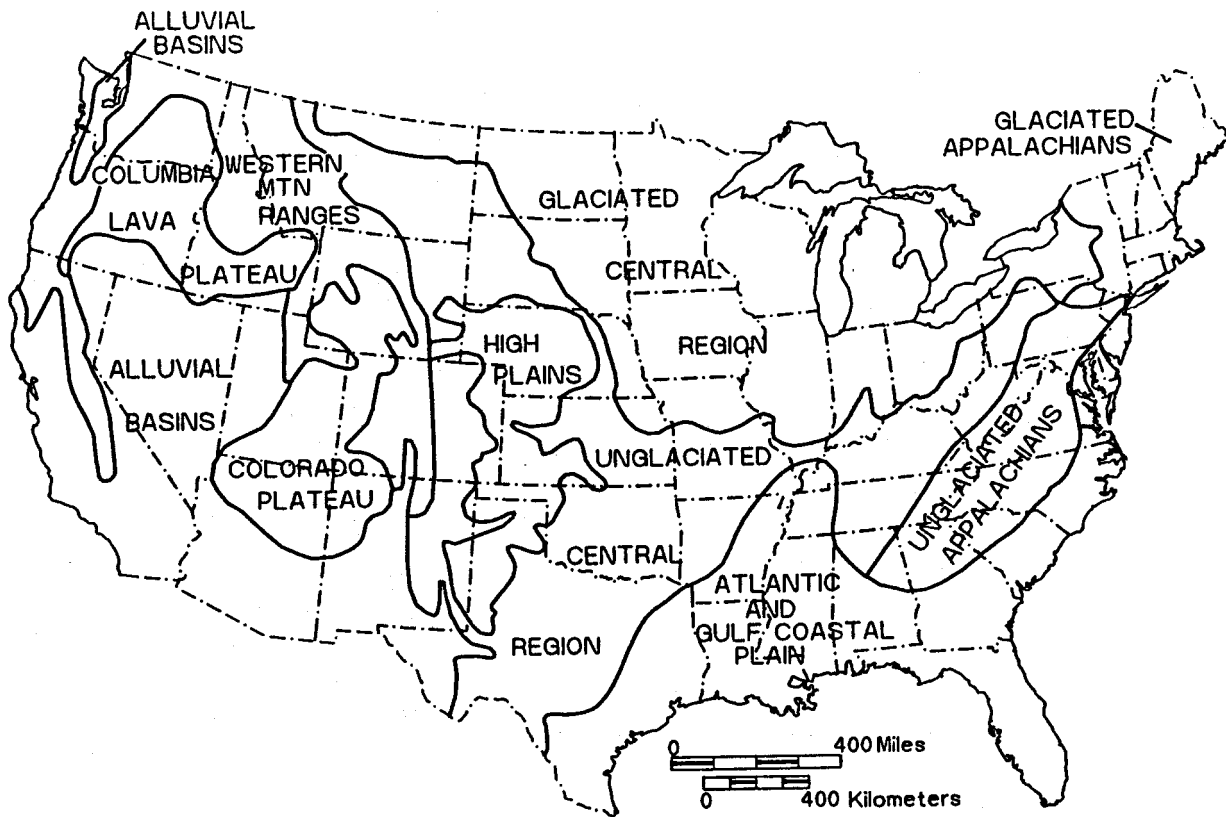 ALLUVIAL
BASINS
GLACIATED
APPALACHIANS
COLUMBIA
LAVA
PLATEAU
WESTERN
MTN
RANGES
GLACIATED
CENTRAL
REGION
HIGH
PLAINS
ALLUVIAL
BASINS
COLORADO
PLATEAU
UNGLACIATED
CENTRAL
REGION
UNGLACIATED
APPALACHIANS
ATLANTIC
AND
GULF COASTAL
PLAIN
0 400 Miles
0 400 Kilometers